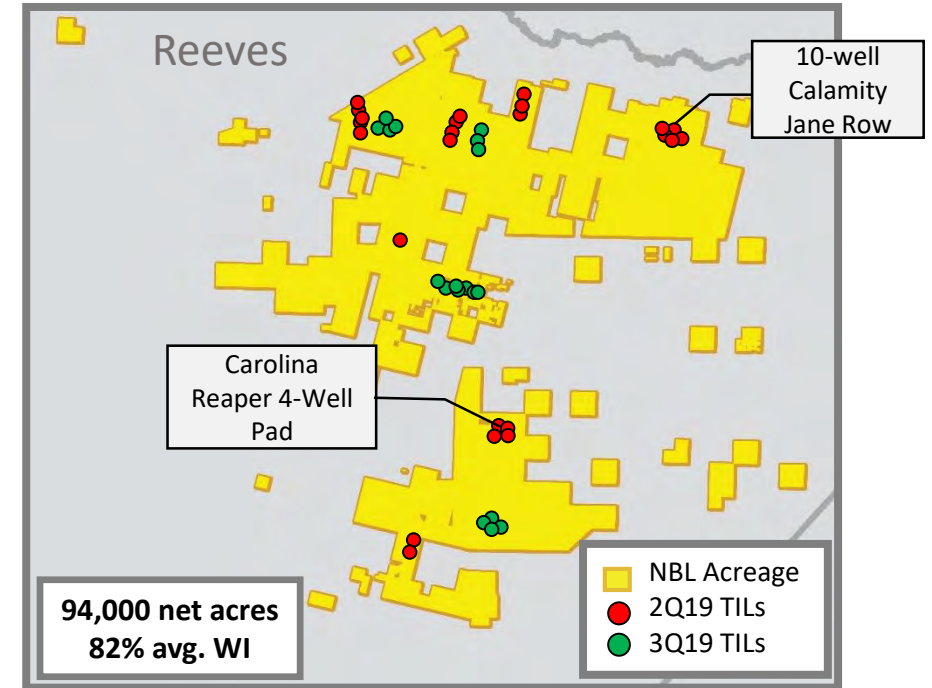 Reeves
10-well
Calamity
Jane Row
Carolina
Reaper 4-Well
Pad
94,000 net acres
82% avg. WI
NBL Acreage
2Q19 TILs
3Q19 TILs